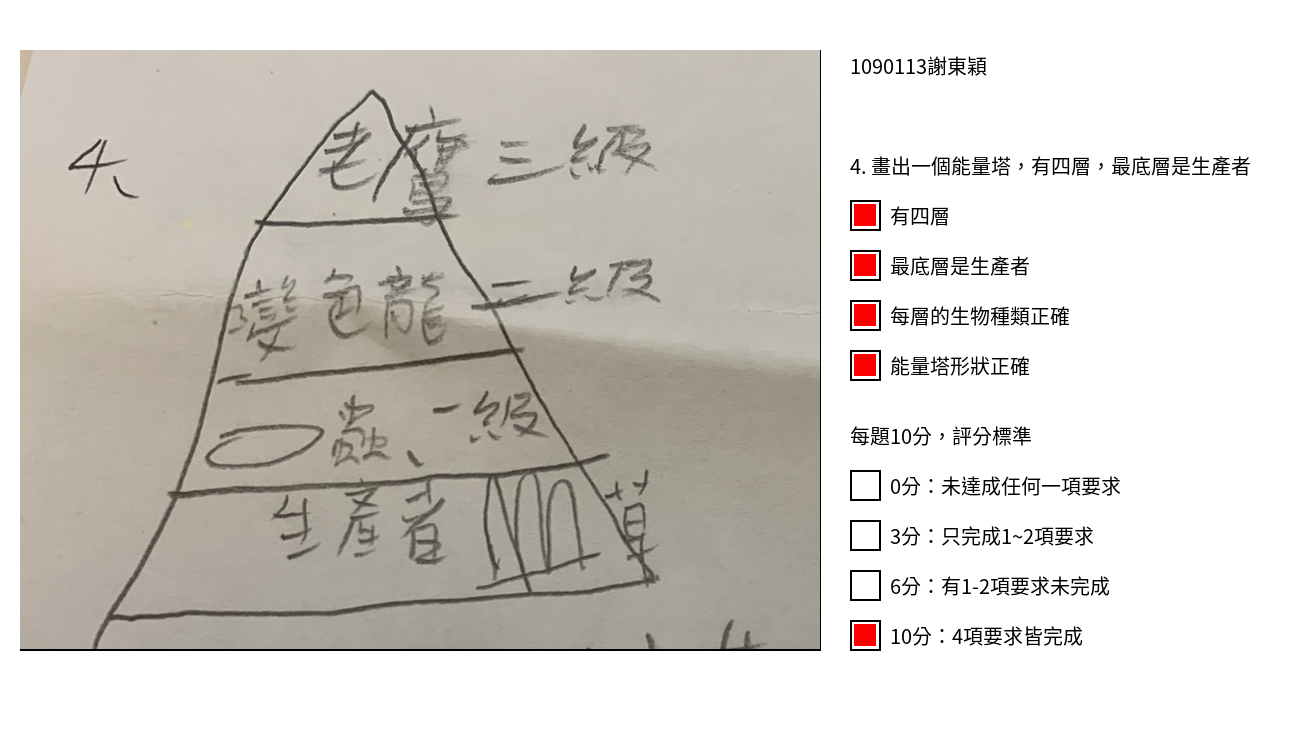 1090113謝東穎
4. 畫出一個能量塔，有四層，最底層是生產者
有四層
最底層是生產者
每層的生物種類正確
能量塔形狀正確
每題10分，評分標準
0分：未達成任何一項要求
3分：只完成1~2項要求
6分：有1-2項要求未完成
10分：4項要求皆完成
4、
老鷹 三級
變色龍 二級
蟲、一級
生產者 草